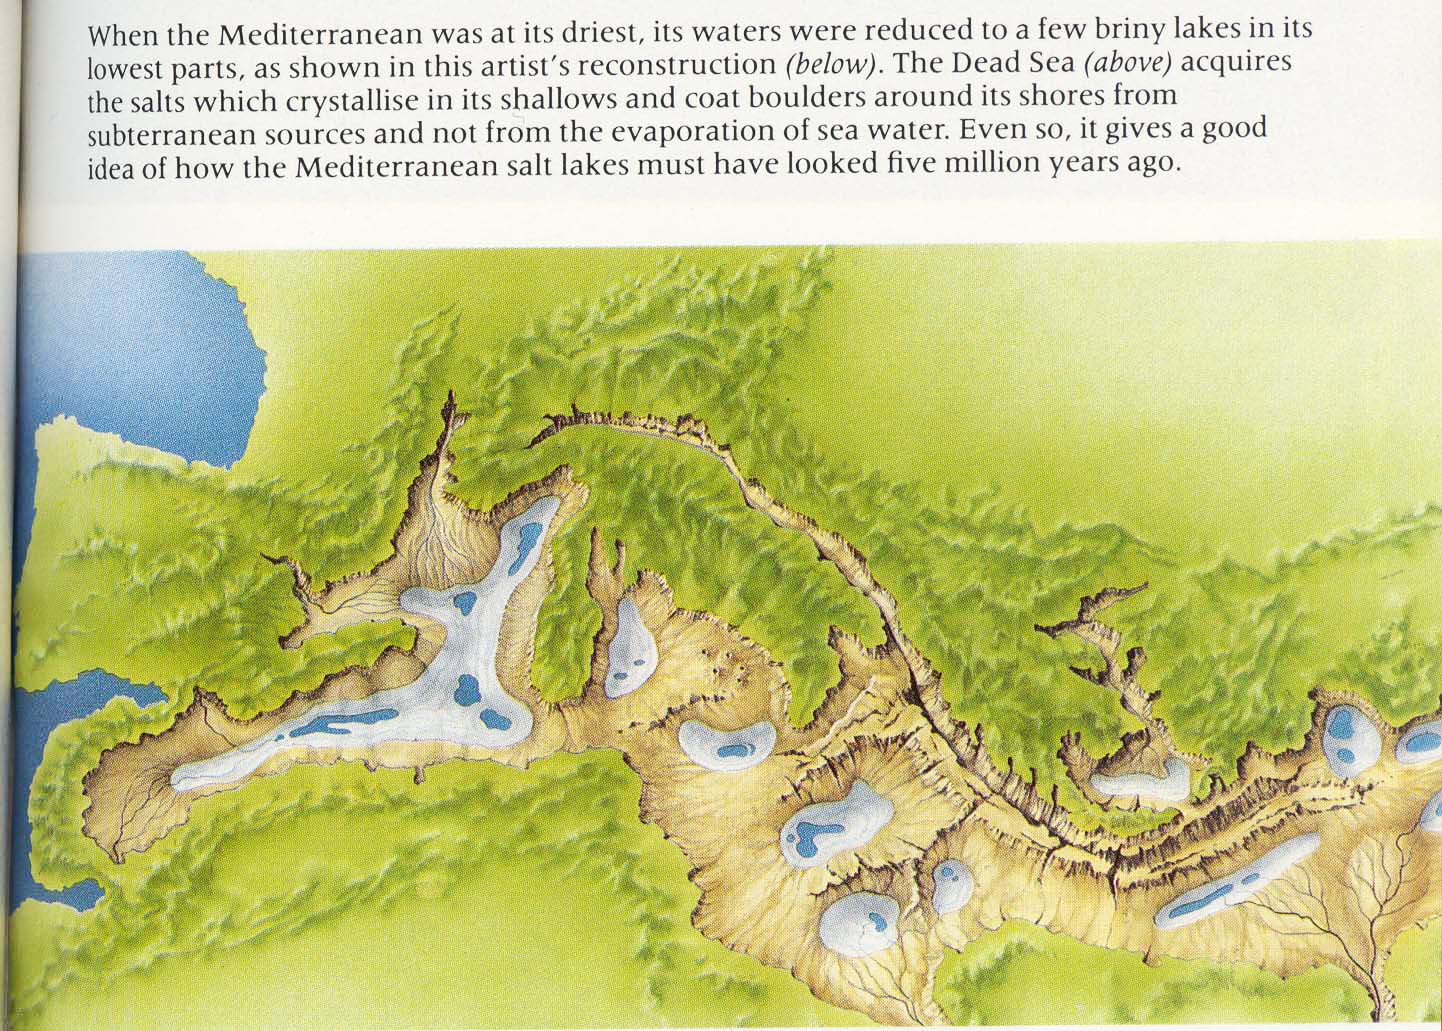 When the Mediterranean was at its driest, its waters were reduced to a few briny lakes in its
lowest parts, as shown in this artist's reconstruction (below). The Dead Sea (above) acquires
the salts which crystallise in its shallows and coat boulders around its shores from
subterranean sources and not from the evaporation of sea water. Even so, it gives a good
idea of how the Mediterranean salt lakes must have looked five million years ago.